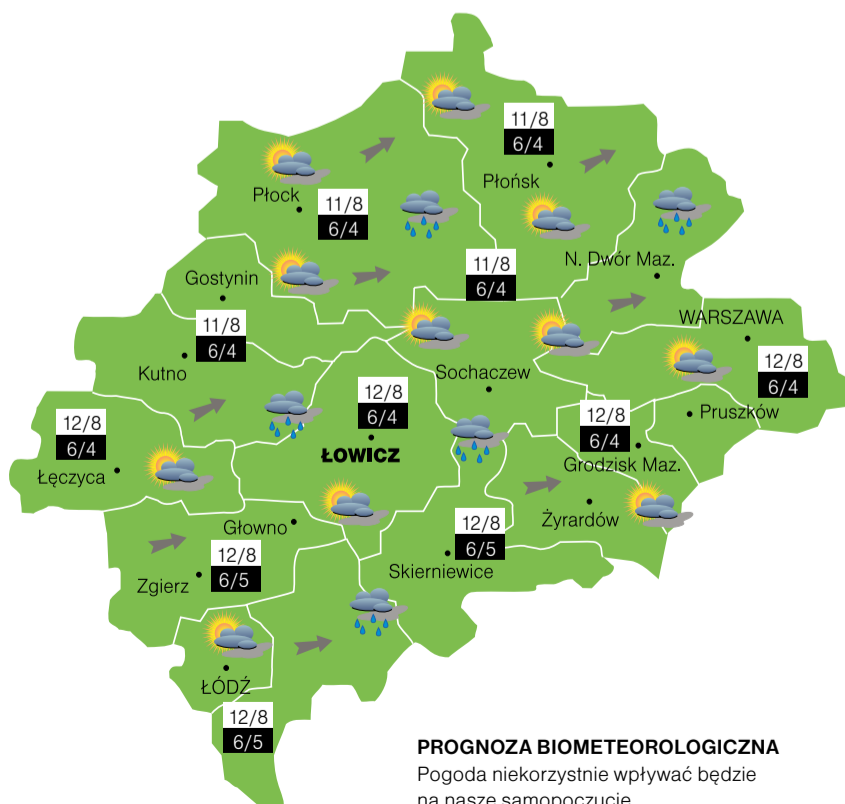 11/8
6/4
Płońsk
Płock
11/8
6/4
N. Dwór Maz.
11/8
6/4
Gostynin
WARSZAWA
11/8
6/4
Kutno
Sochaczew
12/8
6/4
12/8
6/4
ŁOWICZ
12/8
6/4
Pruszków
12/8
6/4
Łęczyca
Grodzisk Maz.
Żyrardów
Głowno
12/8
6/5
Skierniewice
12/8
6/5
Zgierz
ŁÓDŹ
12/8
6/5
PROGNOZA BIOMETEOROLOGICZNA
Pogoda niekorzystnie wpływać będzie
na nasze samopoczucie